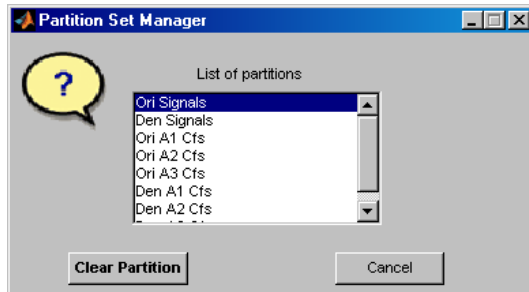 Partition Set Manager
?
List of partitions
Ori Signals
Den Signals
Ori A1 Cfs
Ori A2 Cfs
Ori A3 Cfs
Den A1 Cfs
Den A2 Cfs
Clear Partition
Cancel